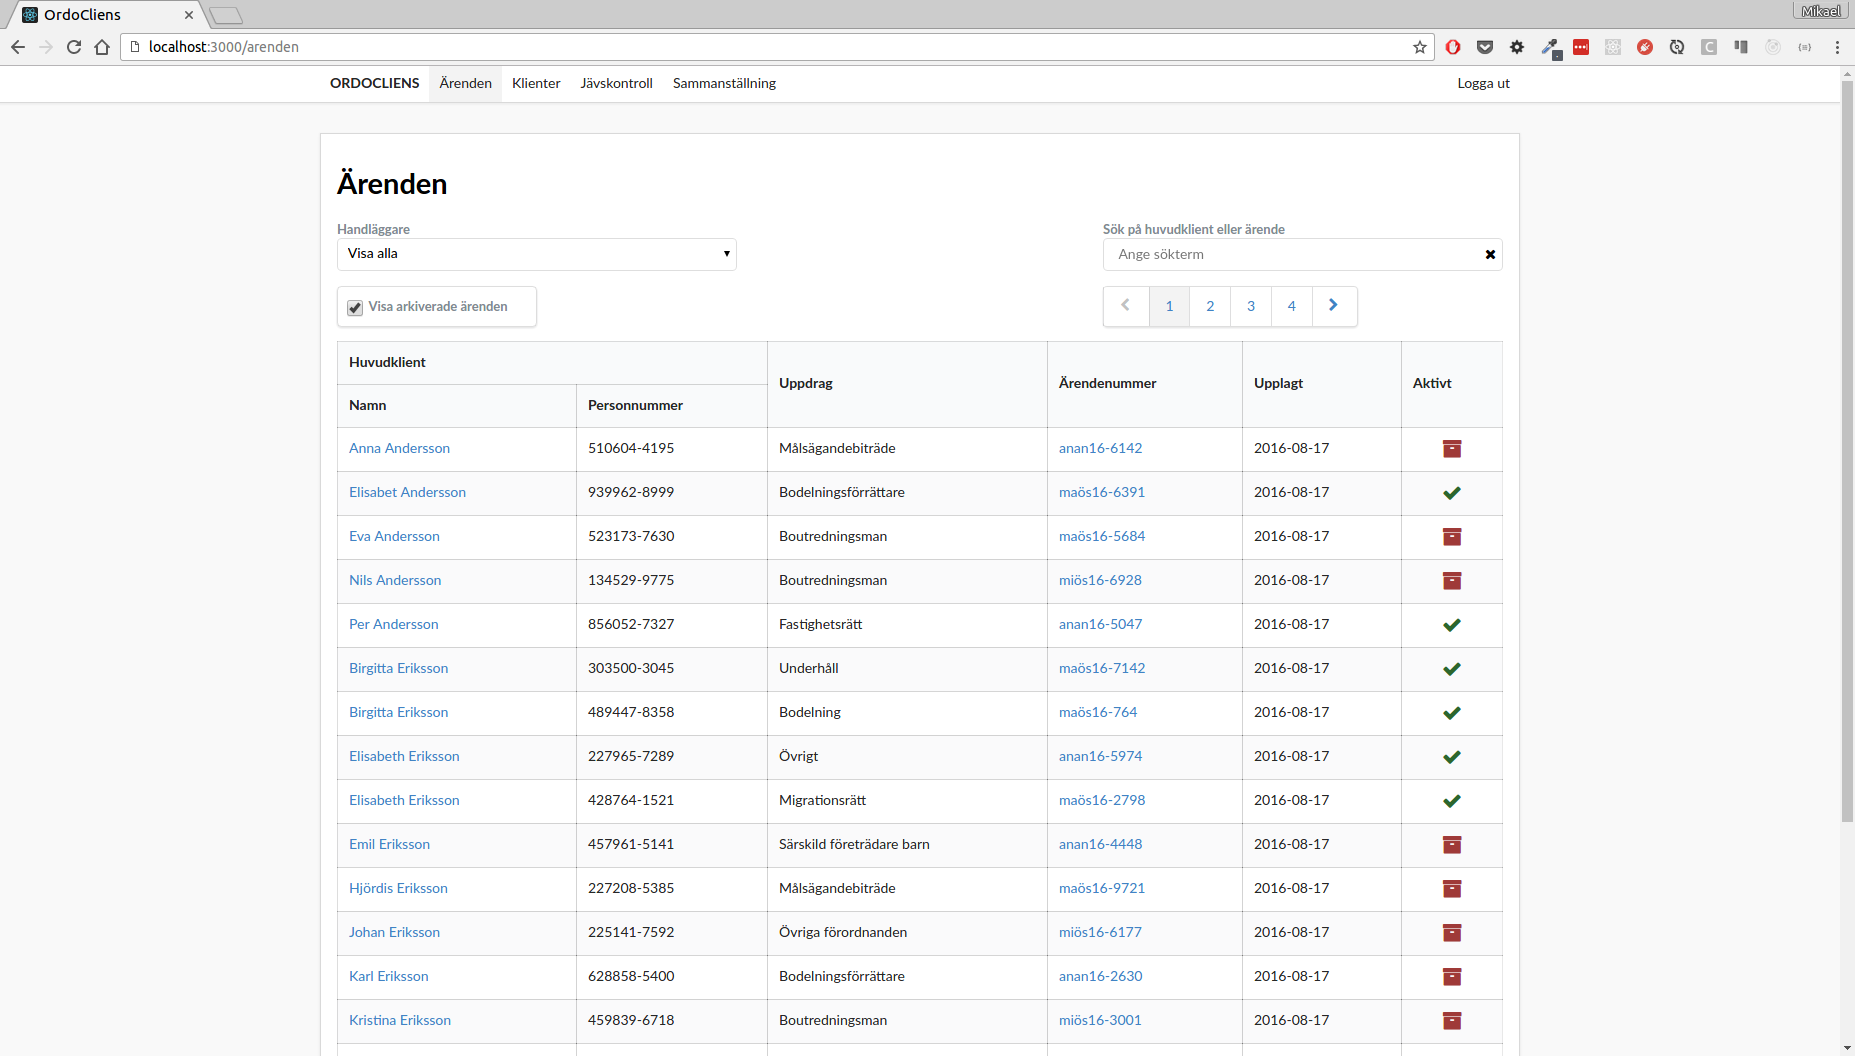 OrdoCliens
Mikael
localhost:3000/arenden
ORDOCLIENS Ärenden Klienter Jävskontroll Sammanställning Logga ut
Ärenden
Handläggare
Visa alla
Sök på huvudklient eller ärende
Ange sökterm
Visa arkiverade ärenden
1 2 3 4
Huvudklient Uppdrag Ärendenummer Upplagt Aktivt
Namn Personnummer
Anna Andersson 510604-4195 Målsägandebiträde anan16-6142 2016-08-17
Elisabet Andersson 939962-8999 Bodelningsförrättare maös16-6391 2016-08-17
Eva Andersson 523173-7630 Boutredningsman maös16-5684 2016-08-17
Nils Andersson 134529-9775 Boutredningsman miös16-6928 2016-08-17
Per Andersson 856052-7327 Fastighetsrätt anan16-5047 2016-08-17
Birgitta Eriksson 303500-3045 Underhåll maös16-7142 2016-08-17
Birgitta Eriksson 489447-8358 Bodelning maös16-764 2016-08-17
Elisabeth Eriksson 227965-7289 Övrigt anan16-5974 2016-08-17
Elisabeth Eriksson 428764-1521 Migrationsrätt maös16-2798 2016-08-17
Emil Eriksson 457961-5141 Särskild företrädare barn anan16-4448 2016-08-17
Hjördis Eriksson 227208-5385 Målsägandebiträde maös16-9721 2016-08-17
Johan Eriksson 225141-7592 Övriga förordnanden miös16-6177 2016-08-17
Karl Eriksson 628858-5400 Bodelningsförrättare anan16-2630 2016-08-17
Kristina Eriksson 459839-6718 Boutredningsman miös16-3001 2016-08-17